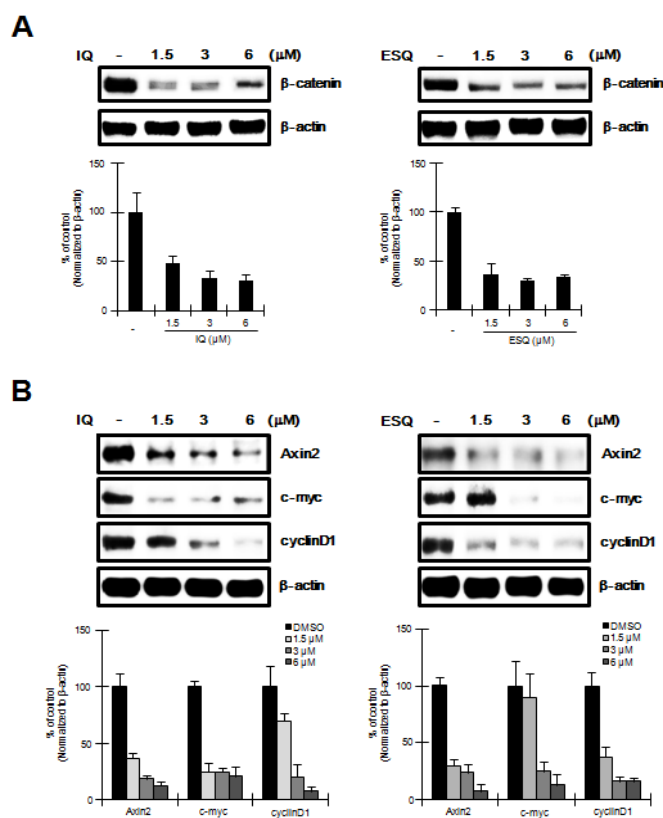 A
IQ - 1.5 3 6 (μM)
β-catenin
β-actin
% of control
(Normalized to β-actin)
150
100
50
0
- 1.5 3 6
IQ (μM)
ESQ - 1.5 3 6 (μM)
β-catenin
β-actin
% of control
(Normalized to β-actin)
150
100
50
0
- 1.5 3 6
ESQ (μM)
B
IQ - 1.5 3 6 (μM)
Axin2
c-myc
cyclinD1
β-actin
% of control
(Normalized to β-actin)
150
100
50
0
DMSO
1.5 μM
3 μM
6 μM
Axin2 c-myc cyclinD1
ESQ - 1.5 3 6 (μM)
Axin2
c-myc
cyclinD1
β-actin
% of control
(Normalized to β-actin)
150
100
50
0
DMSO
1.5 μM
3 μM
6 μM
Axin2 c-myc cyclinD1